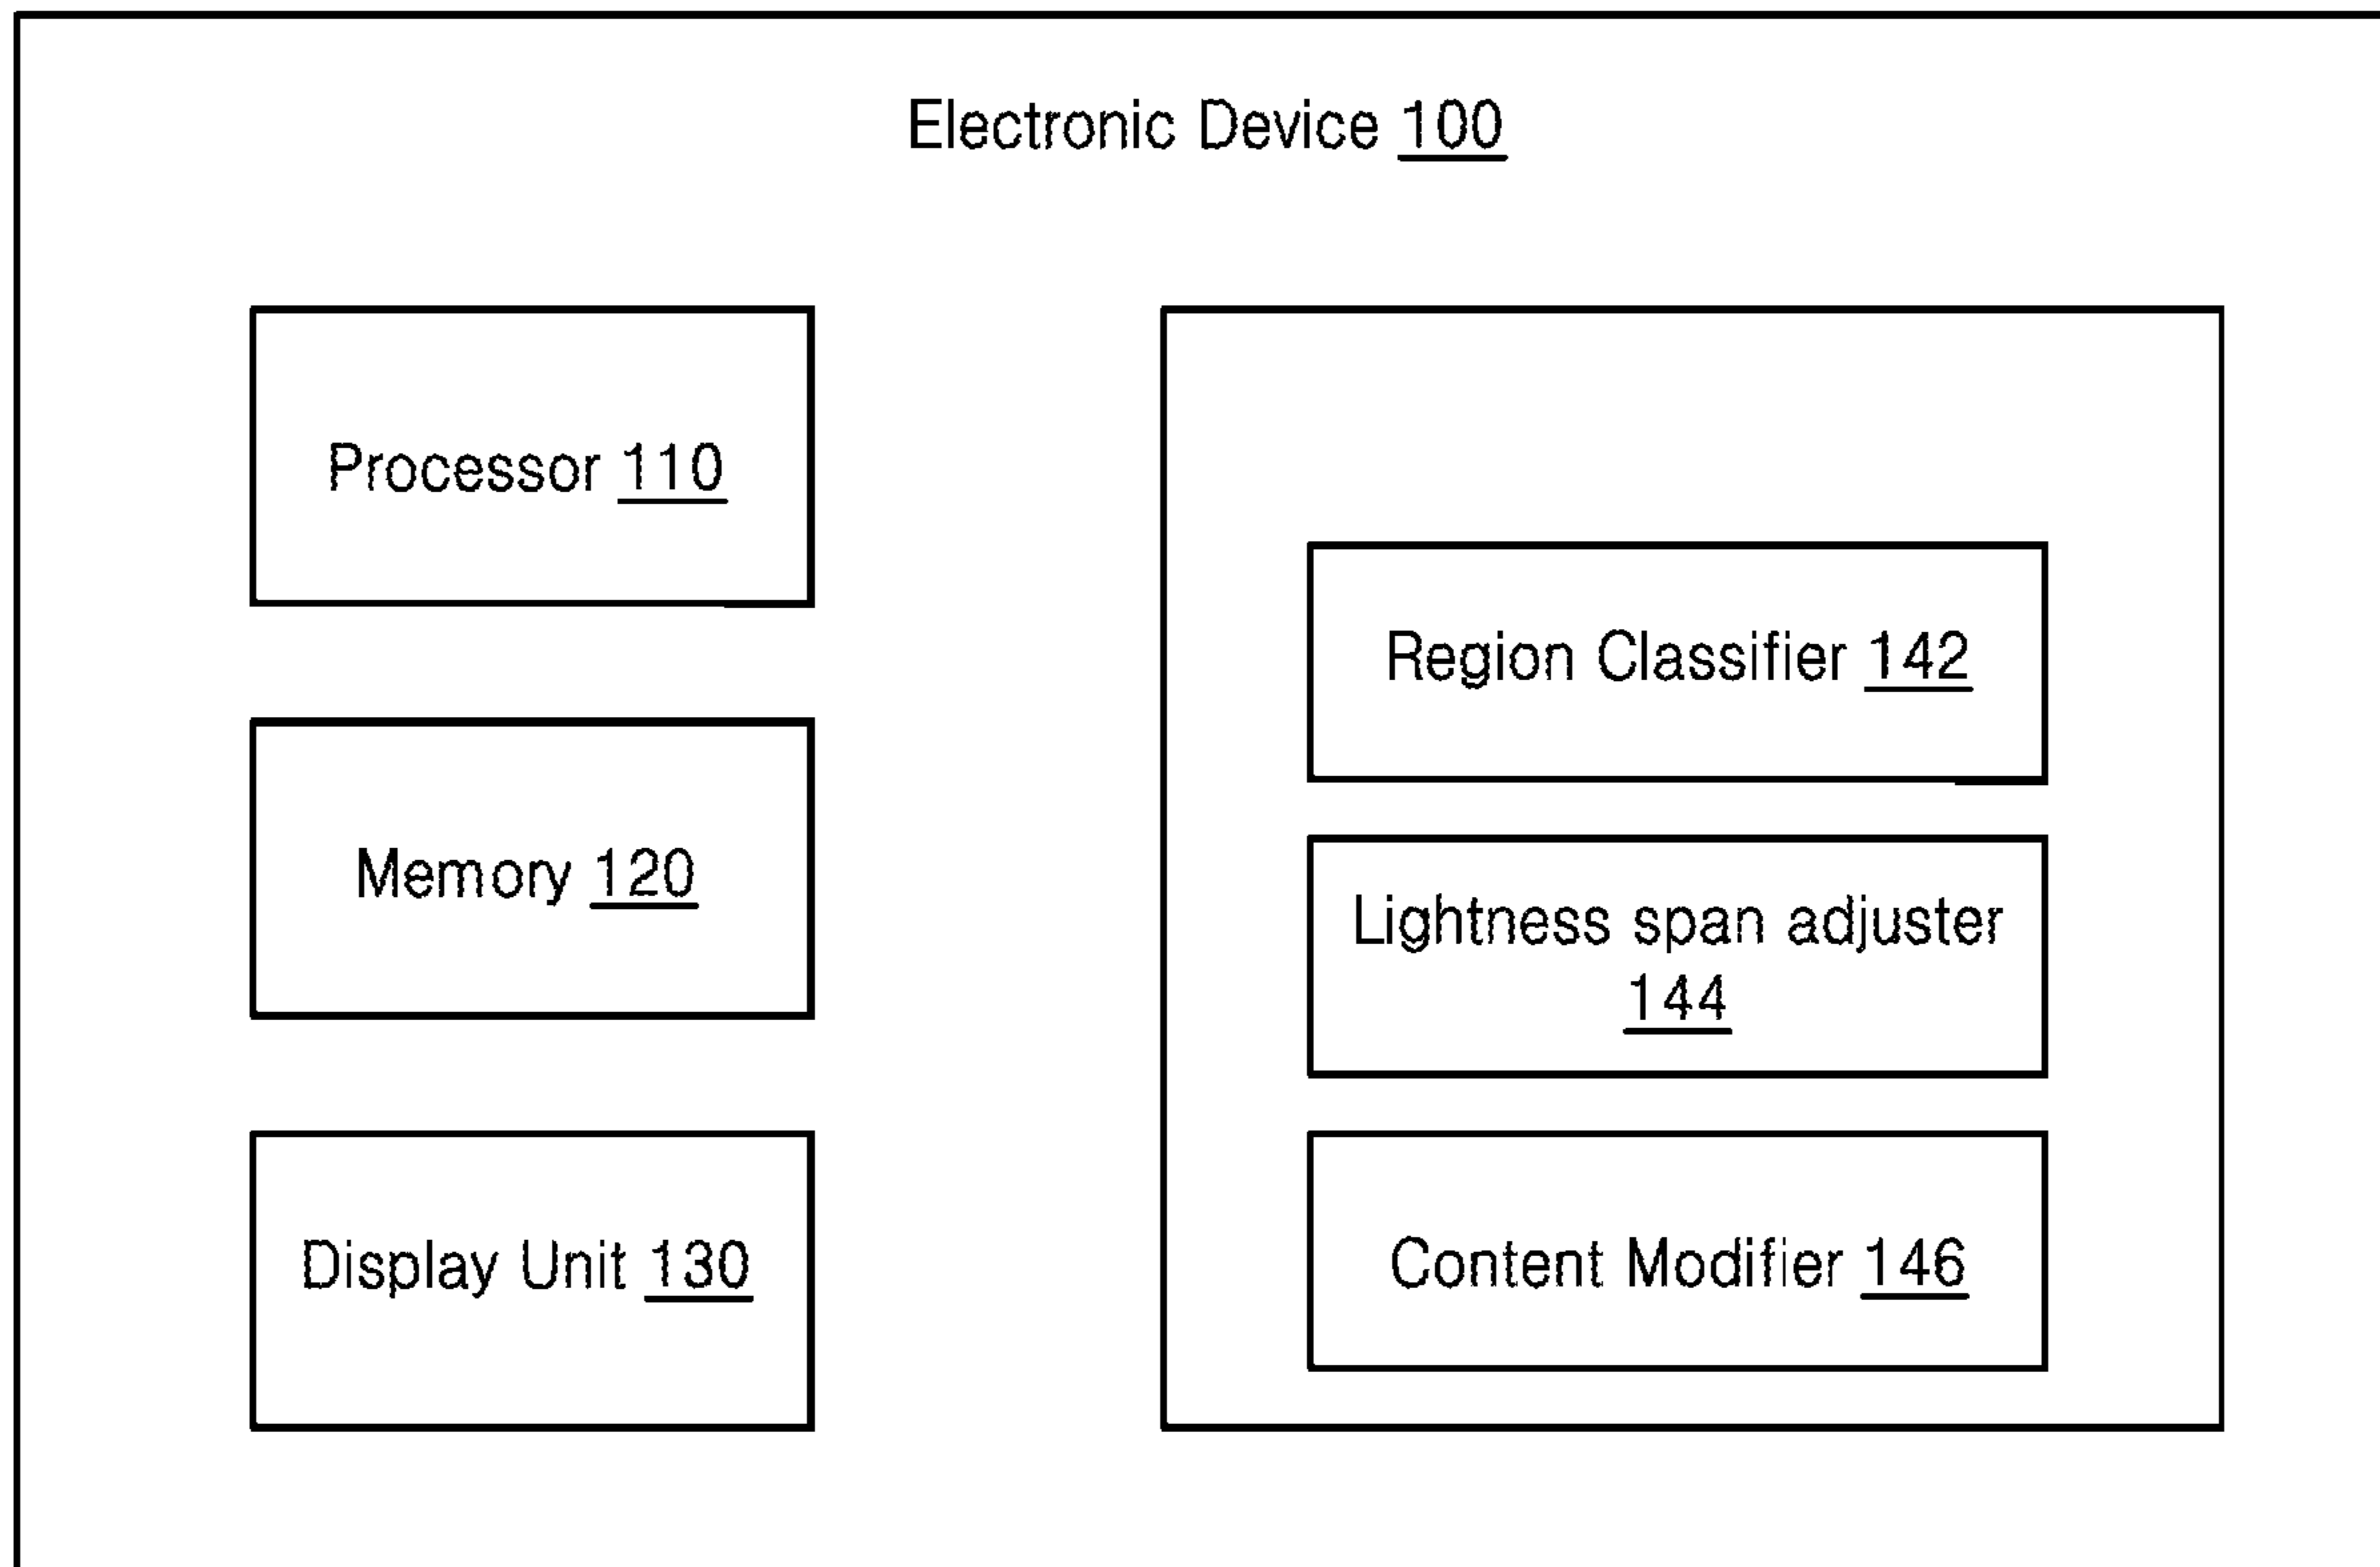 Electronic Device 100
Processor 110
Memory 120
Display Unit 130
Region Classifier 142
Lightness span adjuster
144
Content Modifier 146